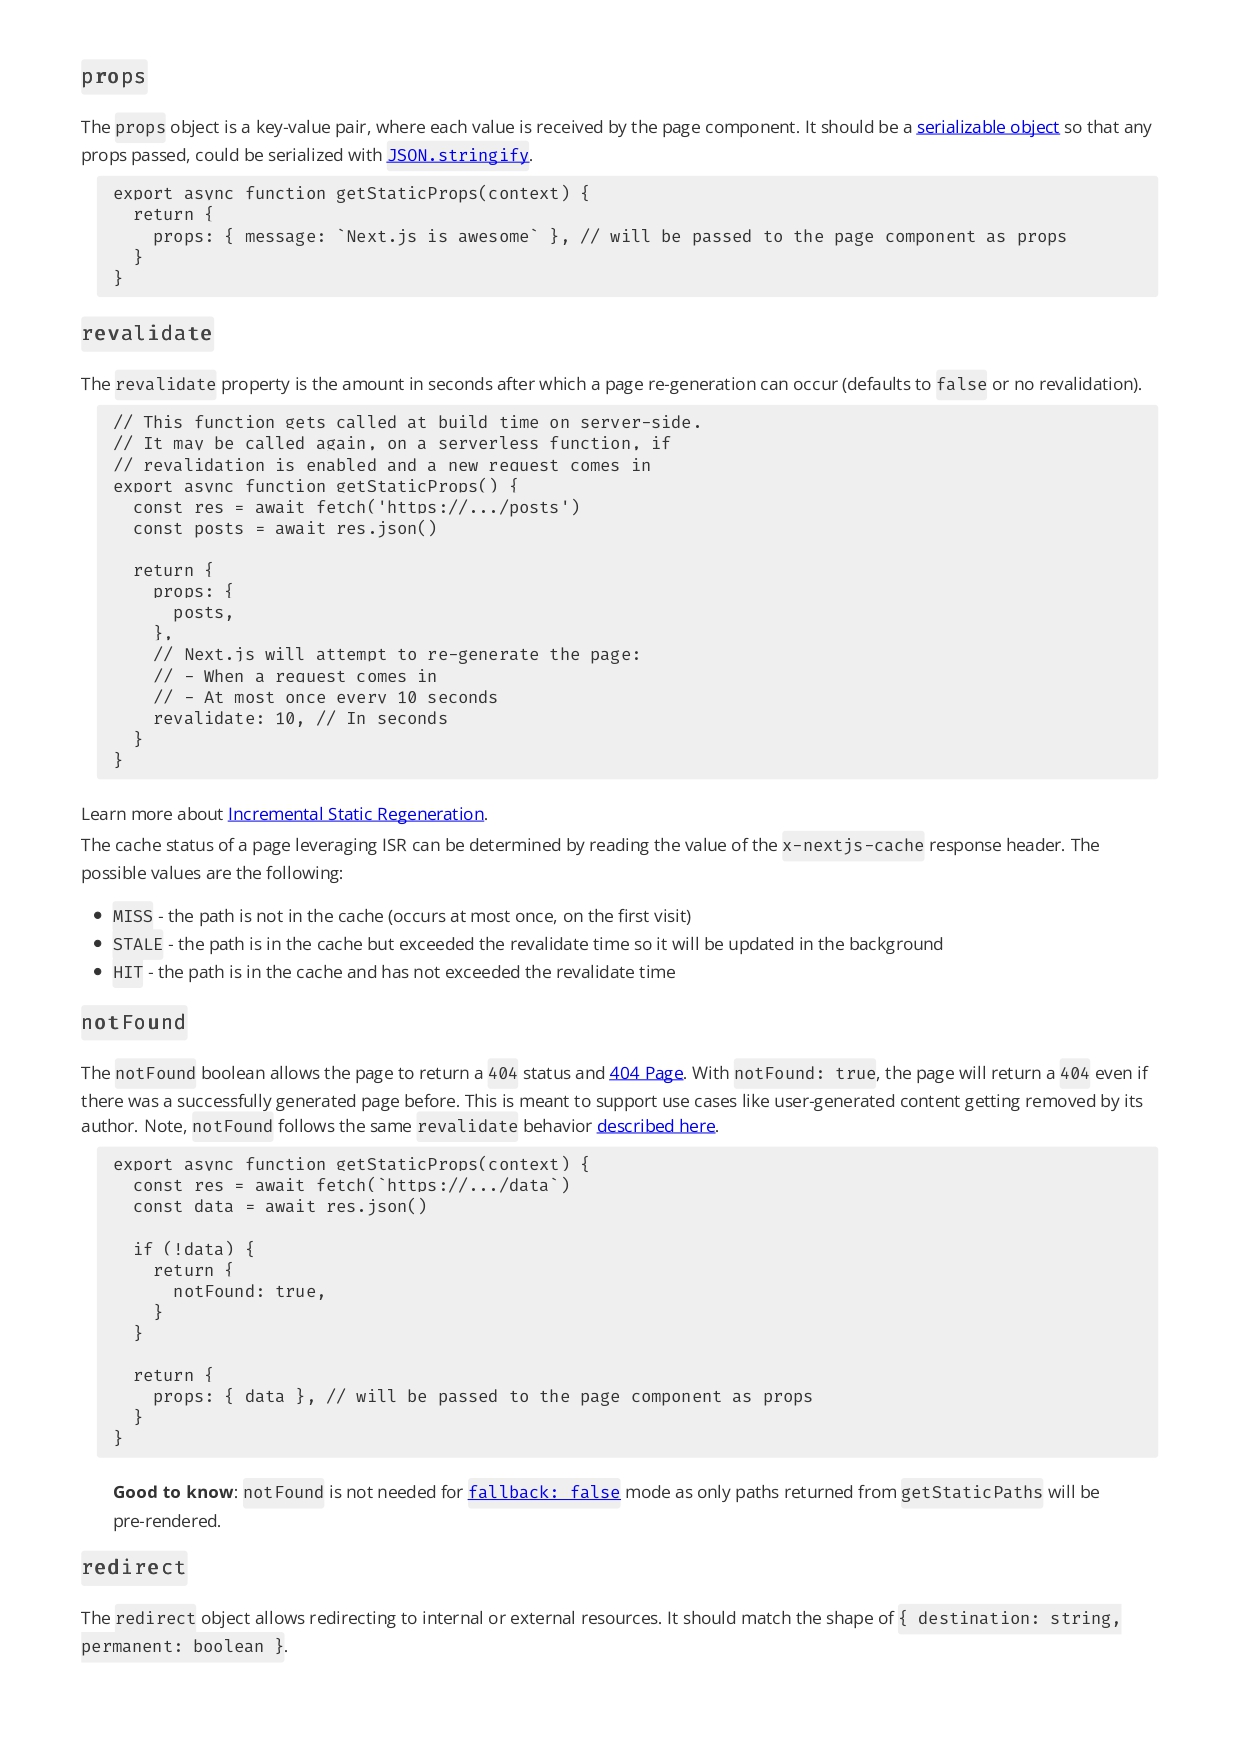 props
The props object is a key-value pair, where each value is received by the page component. It should be a serializable object so that any
props passed, could be serialized with JSON.stringify.
export async function getStaticProps(context) {
  return {
    props: { message: `Next.js is awesome` }, // will be passed to the page component as props
  }
}
revalidate
The revalidate property is the amount in seconds after which a page re-generation can occur (defaults to false or no revalidation).
// This function gets called at build time on server-side.
// It may be called again, on a serverless function, if
// revalidation is enabled and a new request comes in
export async function getStaticProps() {
  const res = await fetch('https://.../posts')
  const posts = await res.json()

  return {
    props: {
      posts,
    },
    // Next.js will attempt to re-generate the page:
    // - When a request comes in
    // - At most once every 10 seconds
    revalidate: 10, // In seconds
  }
}
Learn more about Incremental Static Regeneration.
The cache status of a page leveraging ISR can be determined by reading the value of the x-nextjs-cache response header. The
possible values are the following:
• MISS - the path is not in the cache (occurs at most once, on the first visit)
• STALE - the path is in the cache but exceeded the revalidate time so it will be updated in the background
• HIT - the path is in the cache and has not exceeded the revalidate time
notFound
The notFound boolean allows the page to return a 404 status and 404 Page. With notFound: true, the page will return a 404 even if
there was a successfully generated page before. This is meant to support use cases like user-generated content getting removed by its
author. Note, notFound follows the same revalidate behavior described here.
export async function getStaticProps(context) {
  const res = await fetch(`https://.../data`)
  const data = await res.json()

  if (!data) {
    return {
      notFound: true,
    }
  }

  return {
    props: { data }, // will be passed to the page component as props
  }
}
Good to know: notFound is not needed for fallback: false mode as only paths returned from getStaticPaths will be
pre-rendered.
redirect
The redirect object allows redirecting to internal or external resources. It should match the shape of { destination: string,
permanent: boolean }.